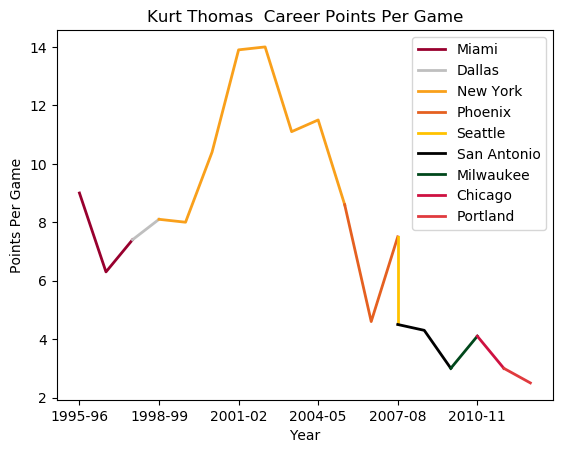 Kurt Thomas  Career Points Per Game
14
12
10
8
6
4
2
Points Per Game
Miami
Dallas
New York
Phoenix
Seattle
San Antonio
Milwaukee
Chicago
Portland
1995-96 1998-99 2001-02 2004-05 2007-08 2010-11
Year